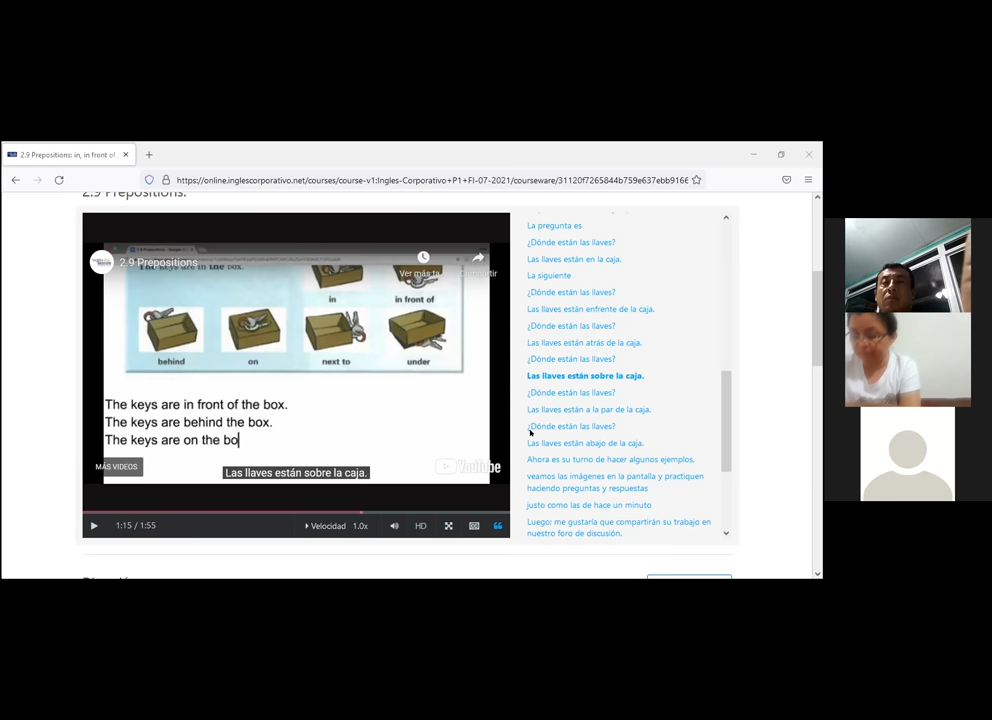 2.9 Prepositions: in, in front of
https://online.inglescorporativo.net/courses/course-v1:Ingles-Corporativo+P1+FI-07-2021/courseware/31120f7265844b759e637ebb9166
2.9 Prepositions:
2.9 Prepositions
The keys are in the box.
Ver más ta
in
in front of
behind
on
next to
under
The keys are in front of the box.
The keys are behind the box.
The keys are on the bo
MÁS VIDEOS
Las llaves están sobre la caja.
YouTube
1:15 / 1:55
Velocidad 1.0x
HD
La pregunta es
¿Dónde están las llaves?
Las llaves están en la caja.
La siguiente
¿Dónde están las llaves?
Las llaves están enfrente de la caja.
¿Dónde están las llaves?
Las llaves están atrás de la caja.
¿Dónde están las llaves?
Las llaves están sobre la caja.
¿Dónde están las llaves?
Las llaves están a la par de la caja.
¿Dónde están las llaves?
Las llaves están abajo de la caja.
Ahora es su turno de hacer algunos ejemplos,
veamos las imágenes en la pantalla y practiquen
haciendo preguntas y respuestas
justo como las de hace un minuto
Luego; me gustaría que compartirán su trabajo en
nuestro foro de discusión.